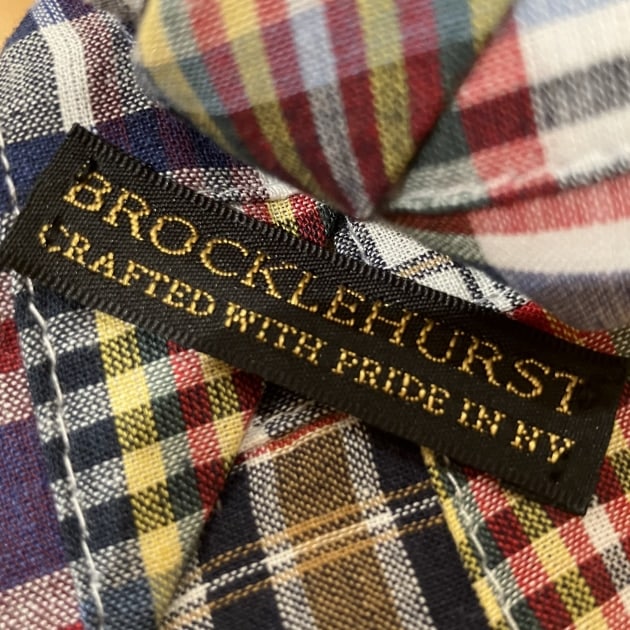 BROCKLEHURST
CRAFTED WITH PRIDE IN NY